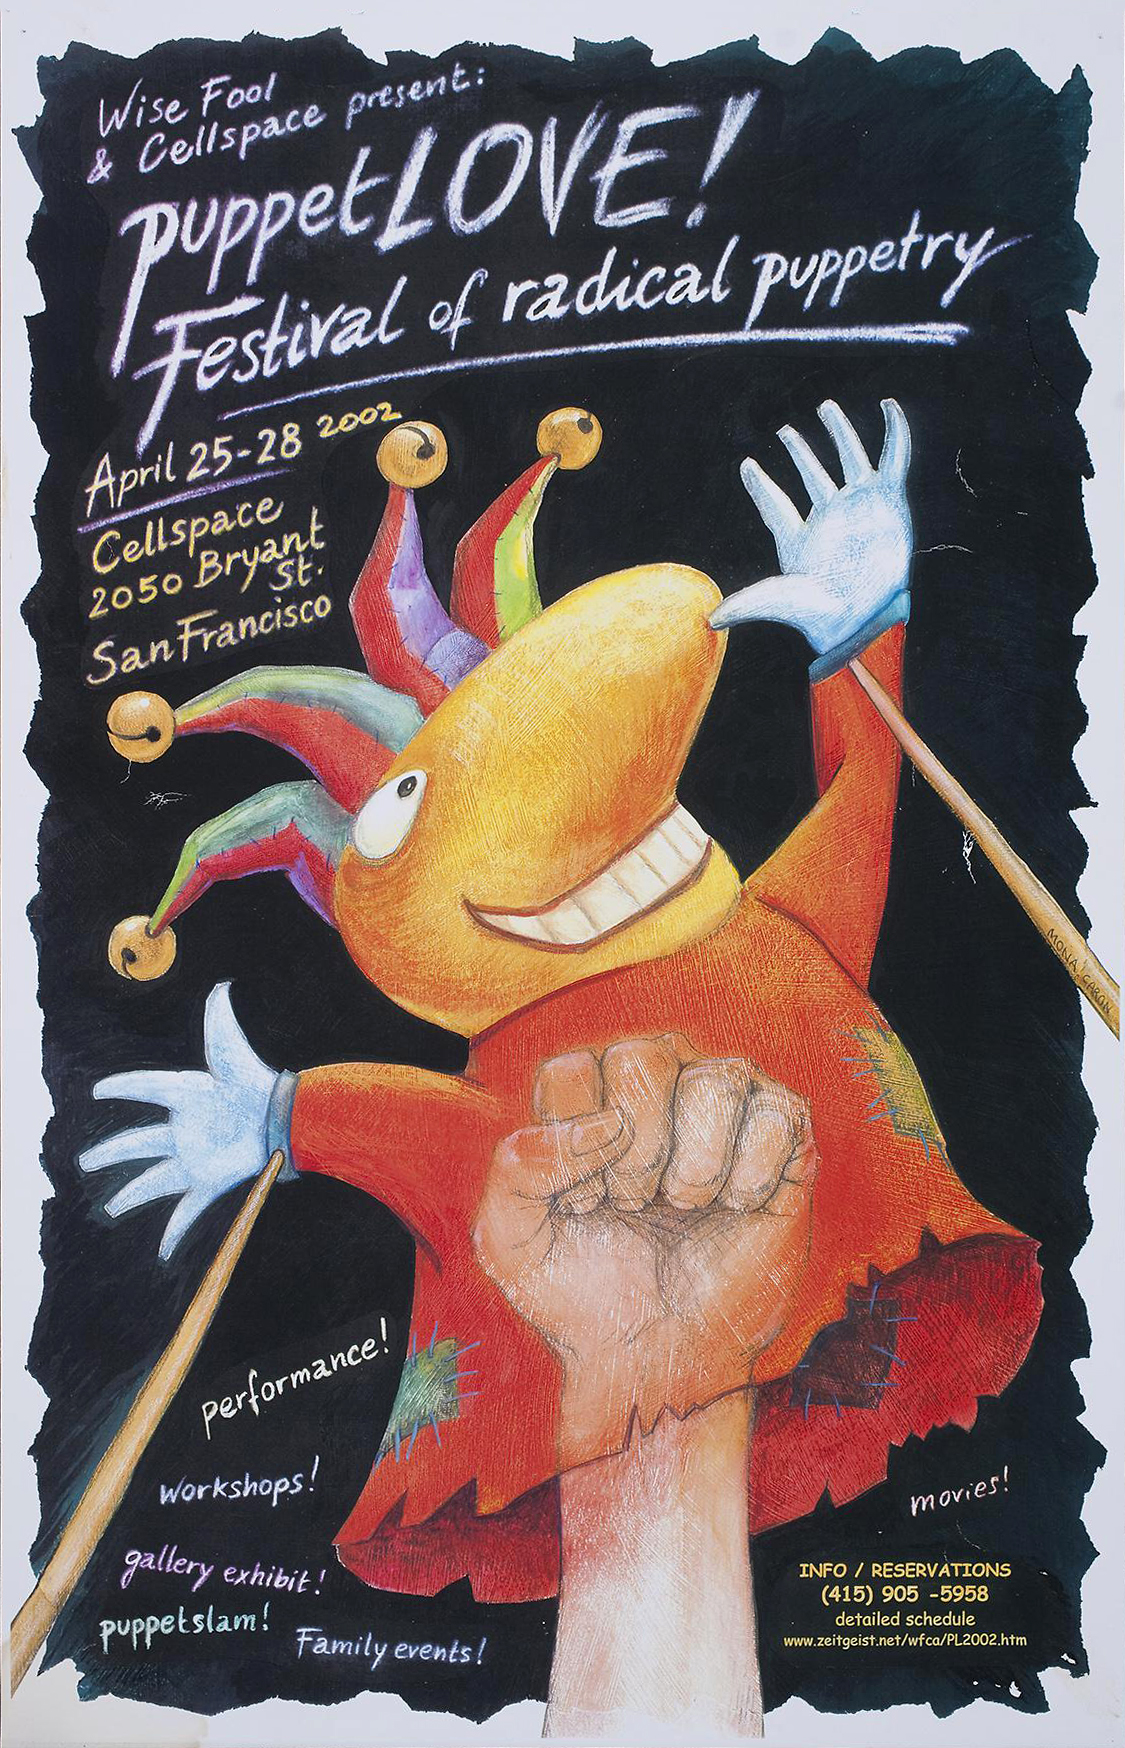 Wise Fool
& Cellspace present:
puppetLOVE!
Festival of radical puppetry
April 25-28 2002
Cellspace
2050 Bryant
St.
San Francisco
MONA CARON
performance!
workshops!
gallery exhibit!
puppetslam!
Family events!
movies!
INFO / RESERVATIONS
(415) 905 -5958
detailed schedule
www.zeitgeist.net/wfca/PL2002.htm